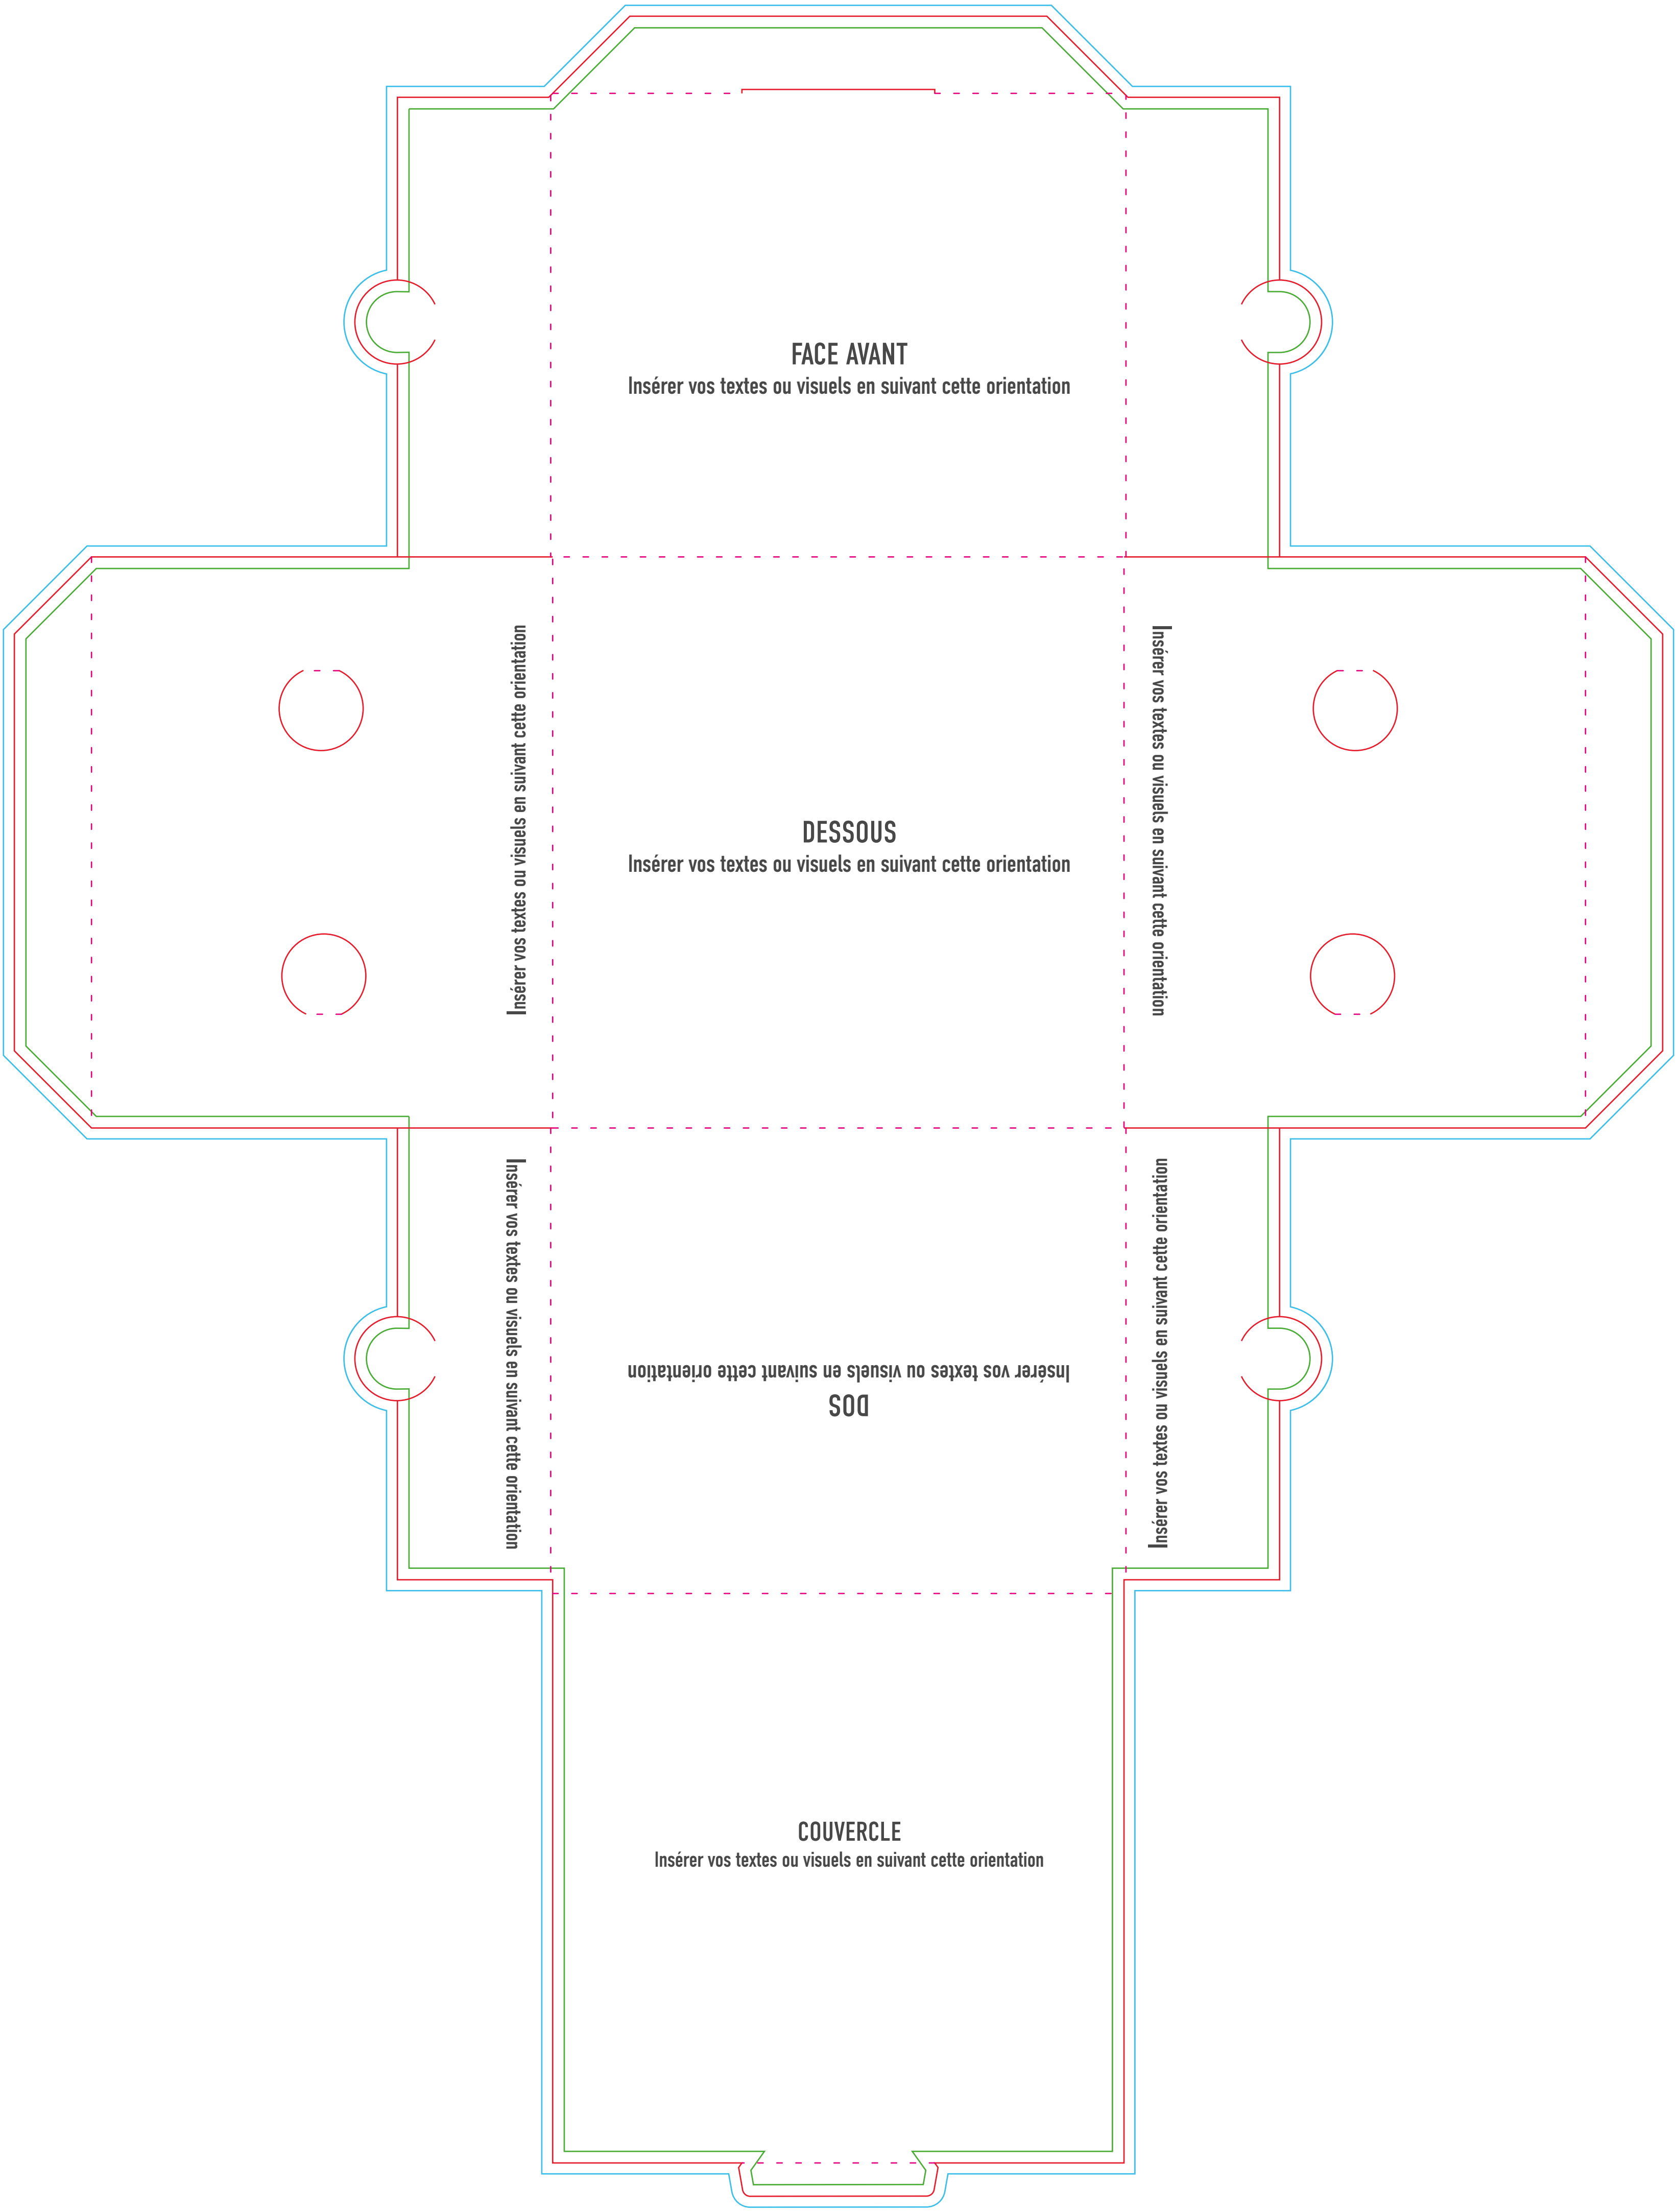 FACE AVANT
Insérer vos textes ou visuels en suivant cette orientation
Insérer vos textes ou visuels en suivant cette orientation
DESSOUS
Insérer vos textes ou visuels en suivant cette orientation
Insérer vos textes ou visuels en suivant cette orientation
Insérer vos textes ou visuels en suivant cette orientation
DOS
Insérer vos textes ou visuels en suivant cette orientation
Insérer vos textes ou visuels en suivant cette orientation
COUVERCLE
Insérer vos textes ou visuels en suivant cette orientation